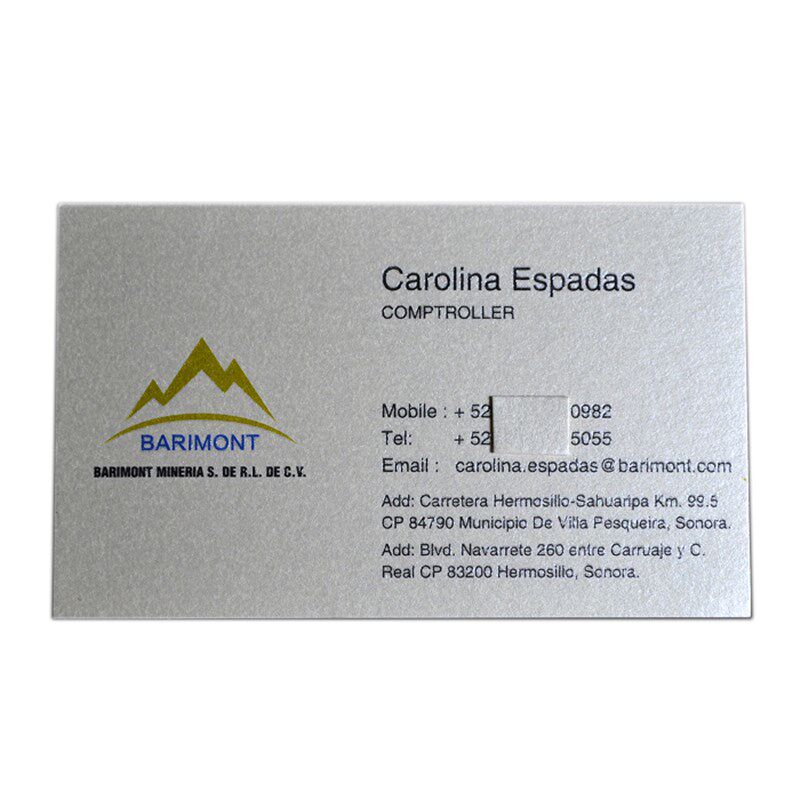 Carolina Espadas
COMPTROLLER
BARIMONT
BARIMONT MINERIA S. DE R.L. DE C.V.
Mobile : + 52 0982
Tel: + 52 5055
Email : carolina.espadas@barimont.com
Add: Carretera Hermosillo-Sahuaripa Km. 99.5
CP 84790 Municipio De Villa Pesqueira, Sonora.
Add: Blvd. Navarrete 260 entre Carruaje y C.
Real CP 83200 Hermosillo, Sonora.